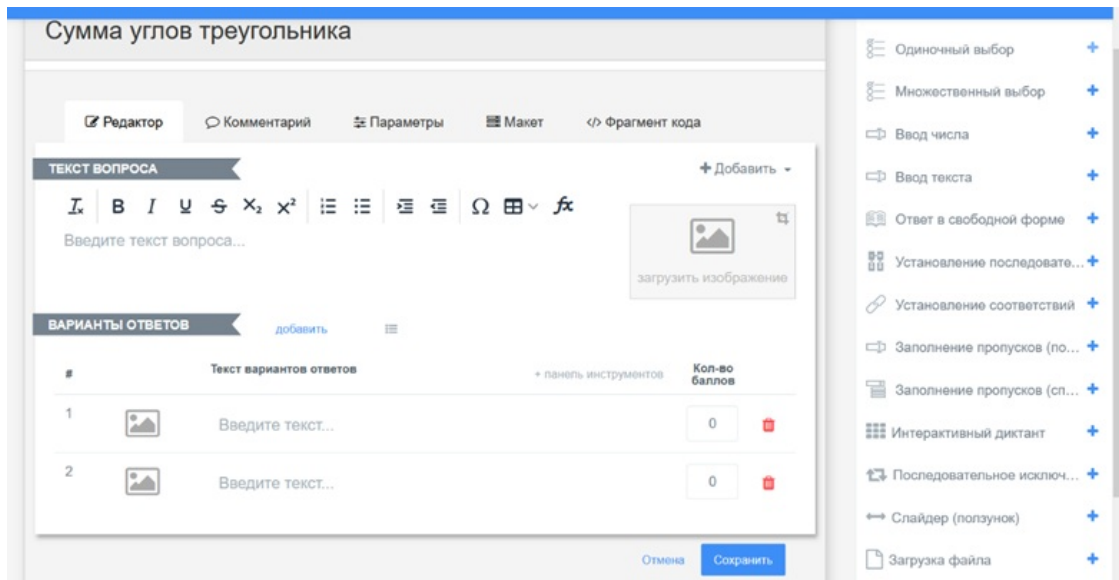 Сумма углов треугольника
Редактор
Комментарий
Параметры
Макет
</> Фрагмент кода
ТЕКСТ ВОПРОСА
+ Добавить
B I U S X₂ X² Ω fx
Введите текст вопроса...
загрузить изображение
ВАРИАНТЫ ОТВЕТОВ
добавить
# Текст вариантов ответов + панель инструментов Кол-во баллов
1 Введите текст... 0
2 Введите текст... 0
Отмена
Сохранить
Одиночный выбор +
Множественный выбор +
Ввод числа +
Ввод текста +
Ответ в свободной форме +
Установление последовате... +
Установление соответствий +
Заполнение пропусков (по... +
Заполнение пропусков (сп... +
Интерактивный диктант +
Последовательное исключ... +
Слайдер (ползунок) +
Загрузка файла +